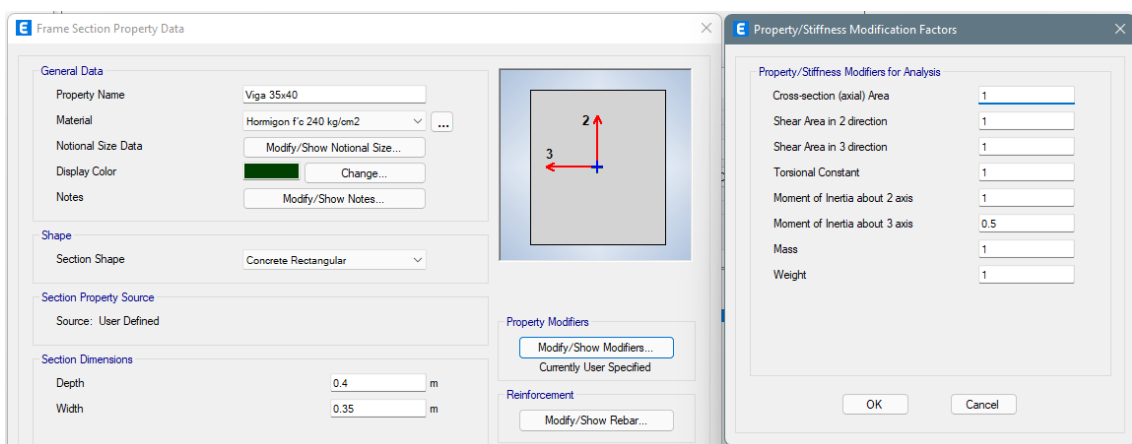 Frame Section Property Data
General Data
Property Name Viga 35x40
Material Hormigon f'c 240 kg/cm2 ...
Notional Size Data Modify/Show Notional Size...
Display Color Change...
Notes Modify/Show Notes...
Shape
Section Shape Concrete Rectangular
Section Property Source
Source: User Defined
Section Dimensions
Depth 0.4 m
Width 0.35 m
2
3
Property Modifiers
Modify/Show Modifiers...
Currently User Specified
Reinforcement
Modify/Show Rebar...
Property/Stiffness Modification Factors
Property/Stiffness Modifiers for Analysis
Cross-section (axial) Area 1
Shear Area in 2 direction 1
Shear Area in 3 direction 1
Torsional Constant 1
Moment of Inertia about 2 axis 1
Moment of Inertia about 3 axis 0.5
Mass 1
Weight 1
OK Cancel